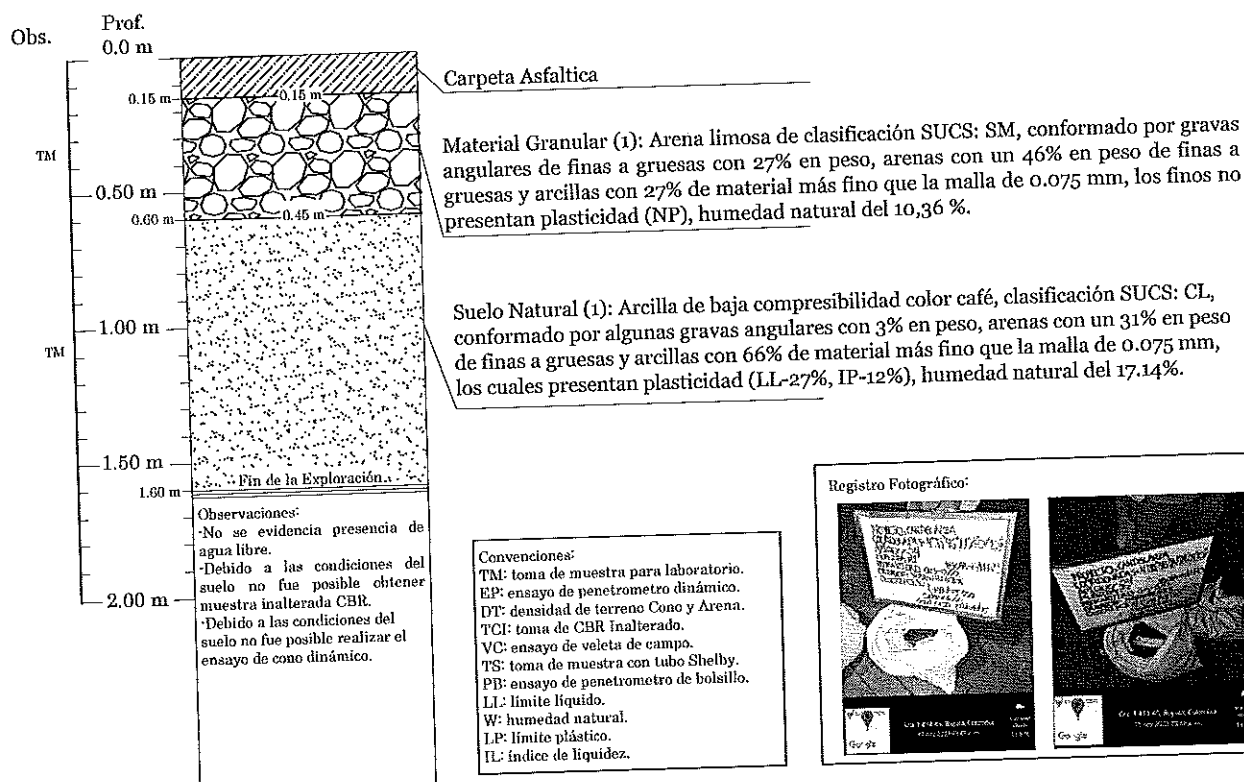 Obs.
Prof.
0.0 m
Carpeta Asfaltica
0.15 m
0.15 m
Material Granular (1): Arena limosa de clasificación SUCS: SM, conformado por gravas
angulares de finas a gruesas con 27% en peso, arenas con un 46% en peso de finas a
gruesas y arcillas con 27% de material más fino que la malla de 0.075 mm, los finos no
presentan plasticidad (NP), humedad natural del 10,36 %.
TM
0.50 m
0.60 m
0.45 m
Suelo Natural (1): Arcilla de baja compresibilidad color café, clasificación SUCS: CL,
conformado por algunas gravas angulares con 3% en peso, arenas con un 31% en peso
de finas a gruesas y arcillas con 66% de material más fino que la malla de 0.075 mm,
los cuales presentan plasticidad (LL-27%, IP-12%), humedad natural del 17.14%.
1.00 m
TM
1.50 m
Fin de la Exploración
1.60 m
Observaciones:
-No se evidencia presencia de
agua libre.
-Debido a las condiciones del
suelo no fue posible obtener
muestra inalterada CBR.
-Debido a las condiciones del
suelo no fue posible realizar el
ensayo de cono dinámico.
2.00 m
Convenciones:
TM: toma de muestra para laboratorio.
EP: ensayo de penetrometro dinámico.
DT: densidad de terreno Cono y Arena.
TCI: toma de CBR Inalterado.
VC: ensayo de veleta de campo.
TS: toma de muestra con tubo Shelby.
PB: ensayo de penetrometro de bolsillo.
LL: limite líquido.
W: humedad natural.
LP: límite plástico.
IL: índice de liquidez.
Registro Fotográfico:
Google
Google